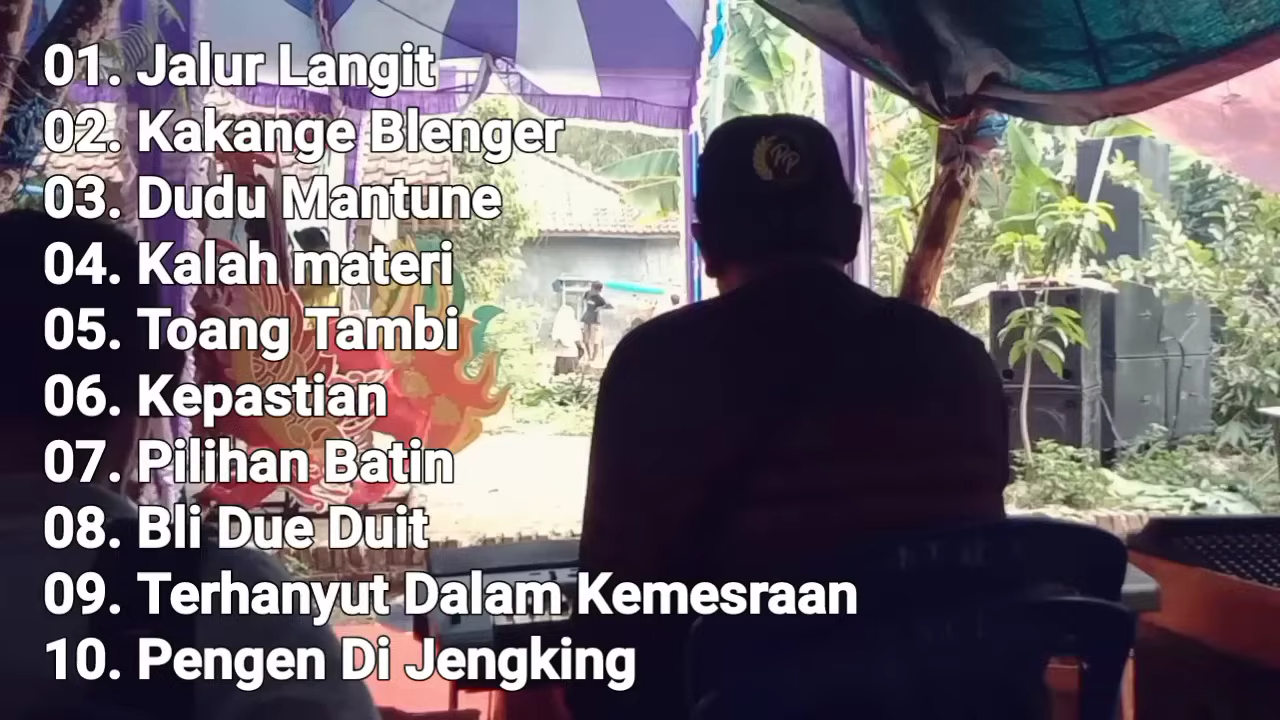 01. Jalur Langit
02. Kakange Blenger
03. Dudu Mantune
04. Kalah materi
05. Toang Tambi
06. Kepastian
07. Pilihan Batin
08. Bli Due Duit
09. Terhanyut Dalam Kemesraan
10. Pengen Di Jengking